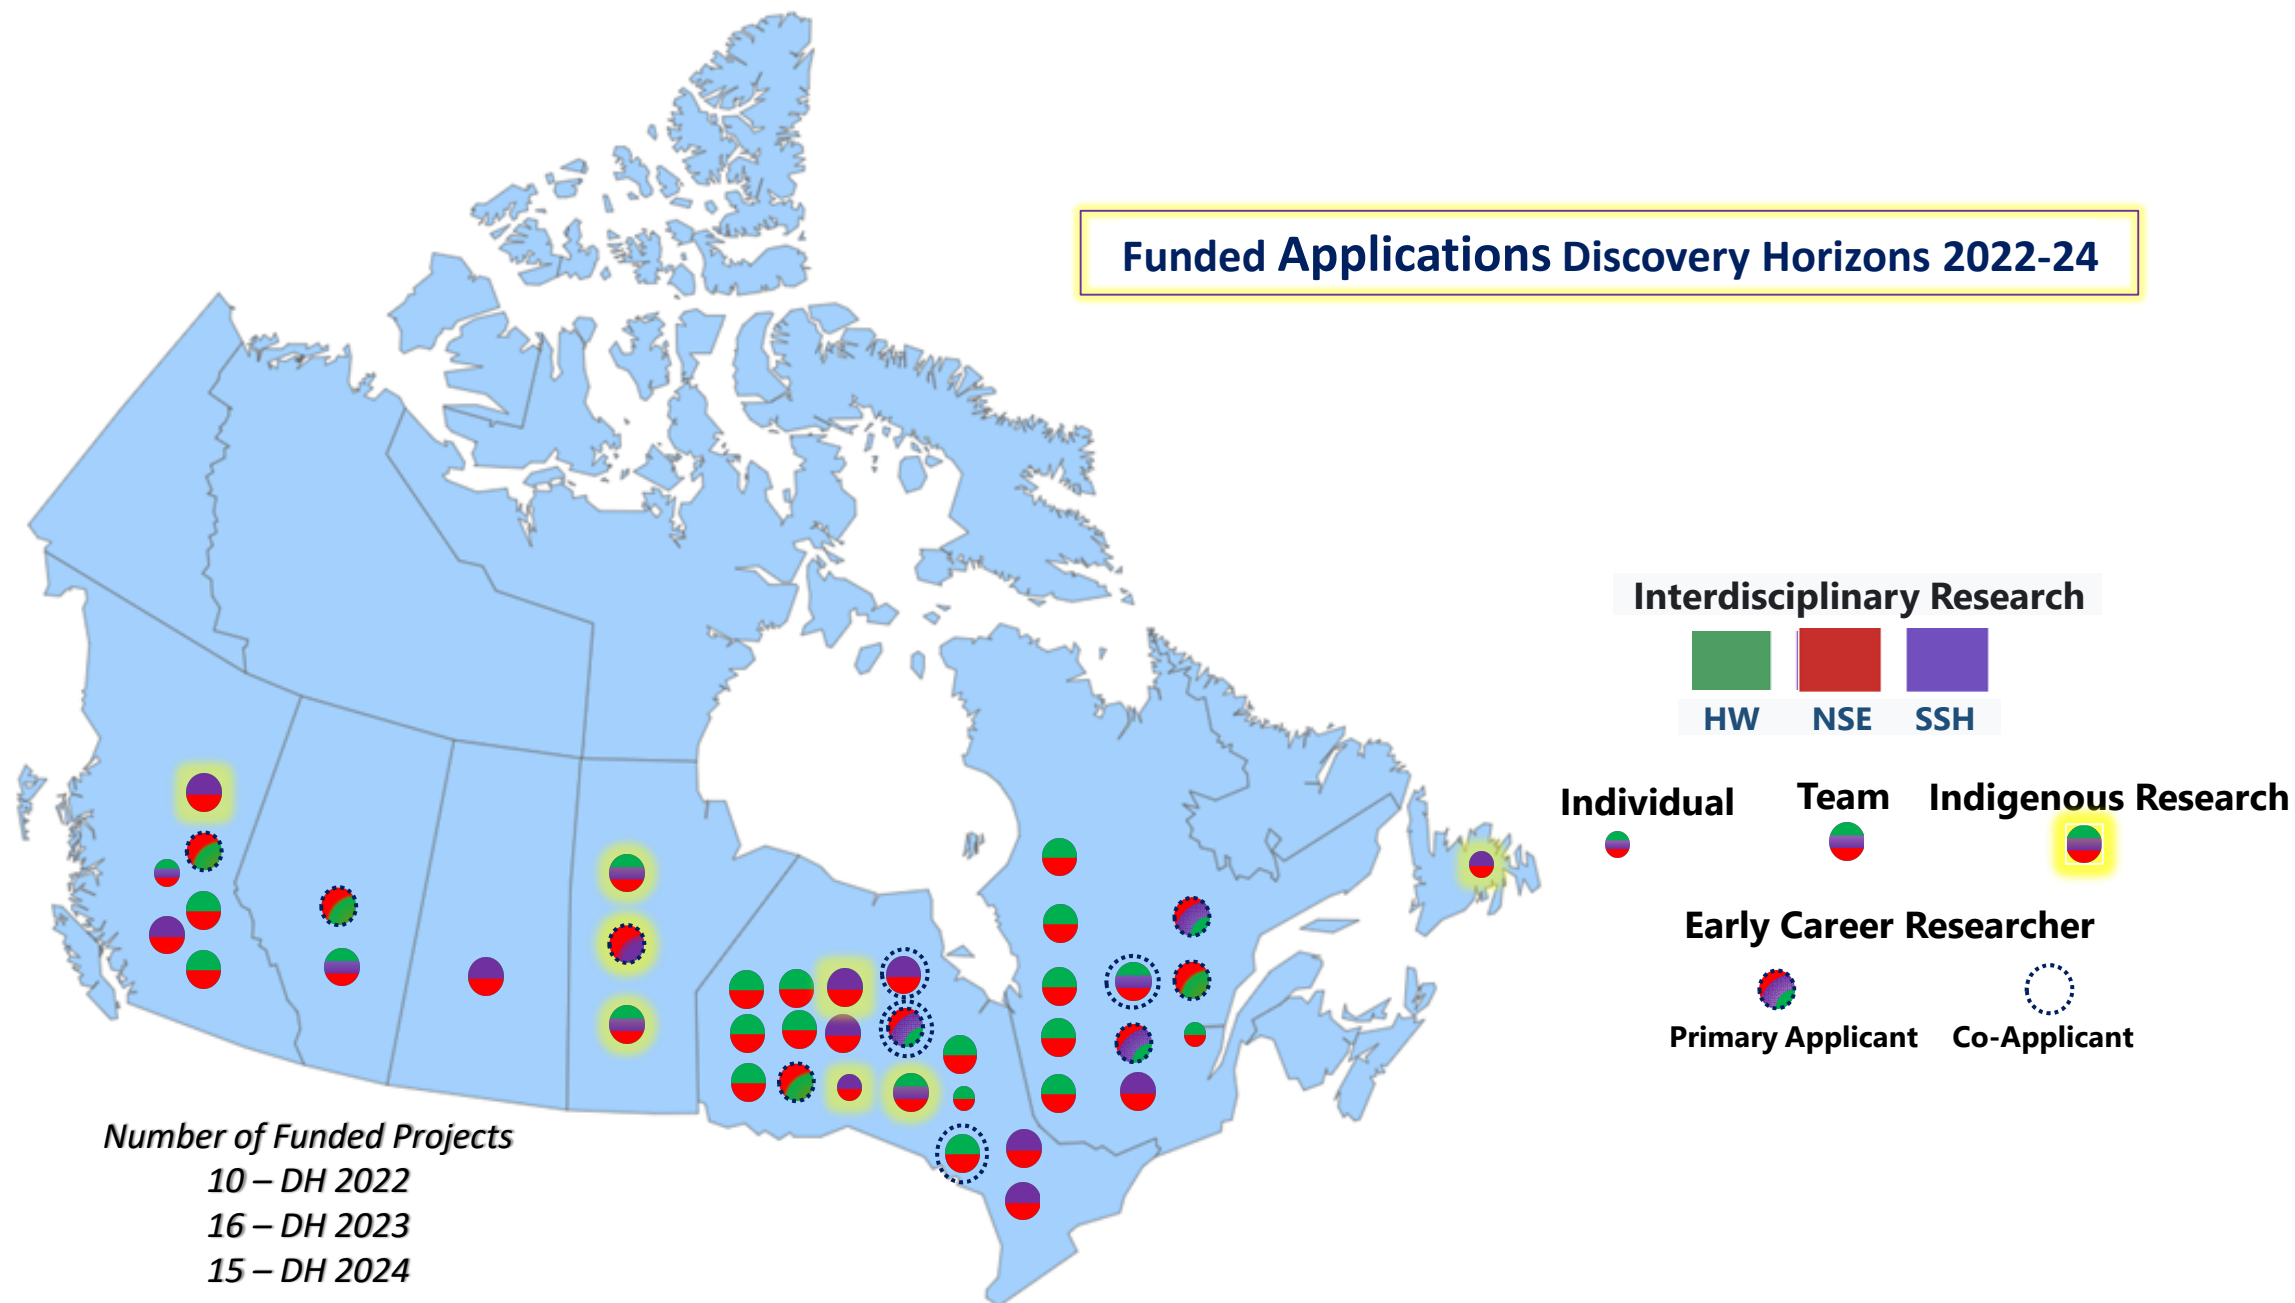 Funded Applications Discovery Horizons 2022-24
Interdisciplinary Research
HW NSE SSH
Individual Team Indigenous Research
Early Career Researcher
Primary Applicant Co-Applicant
Number of Funded Projects
10 – DH 2022
16 – DH 2023
15 – DH 2024